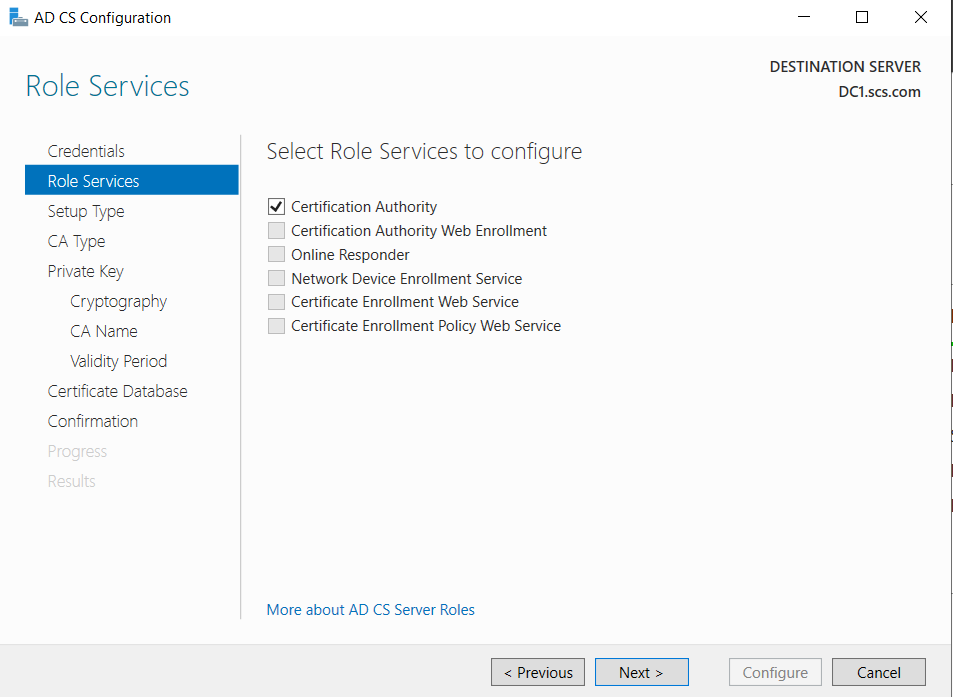 AD CS Configuration
Role Services
DESTINATION SERVER
DC1.scs.com
Credentials
Role Services
Setup Type
CA Type
Private Key
Cryptography
CA Name
Validity Period
Certificate Database
Confirmation
Progress
Results
Select Role Services to configure
Certification Authority
Certification Authority Web Enrollment
Online Responder
Network Device Enrollment Service
Certificate Enrollment Web Service
Certificate Enrollment Policy Web Service
More about AD CS Server Roles
< Previous
Next >
Configure
Cancel